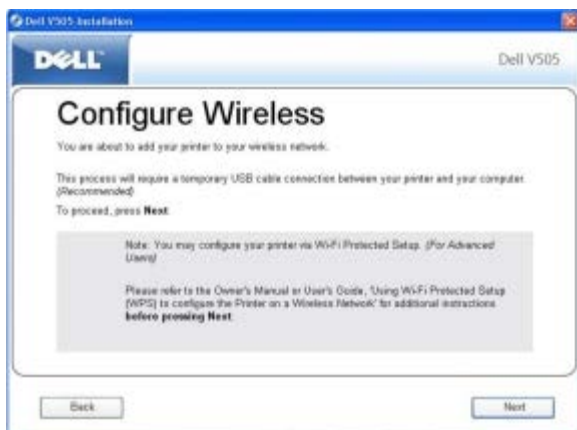 Dell V505 Installation
DELL
Dell V505
Configure Wireless
You are about to add your printer to your wireless network.
This process will require a temporary USB cable connection between your printer and your computer.
(Recommended)
To proceed, press Next
Note: You may configure your printer via Wi-Fi Protected Setup. (For Advanced
Users)
Please refer to the Owner's Manual or User's Guide, 'Using Wi-Fi Protected Setup
(WPS) to configure the Printer on a Wireless Network' for additional instructions
before pressing Next.
Back
Next